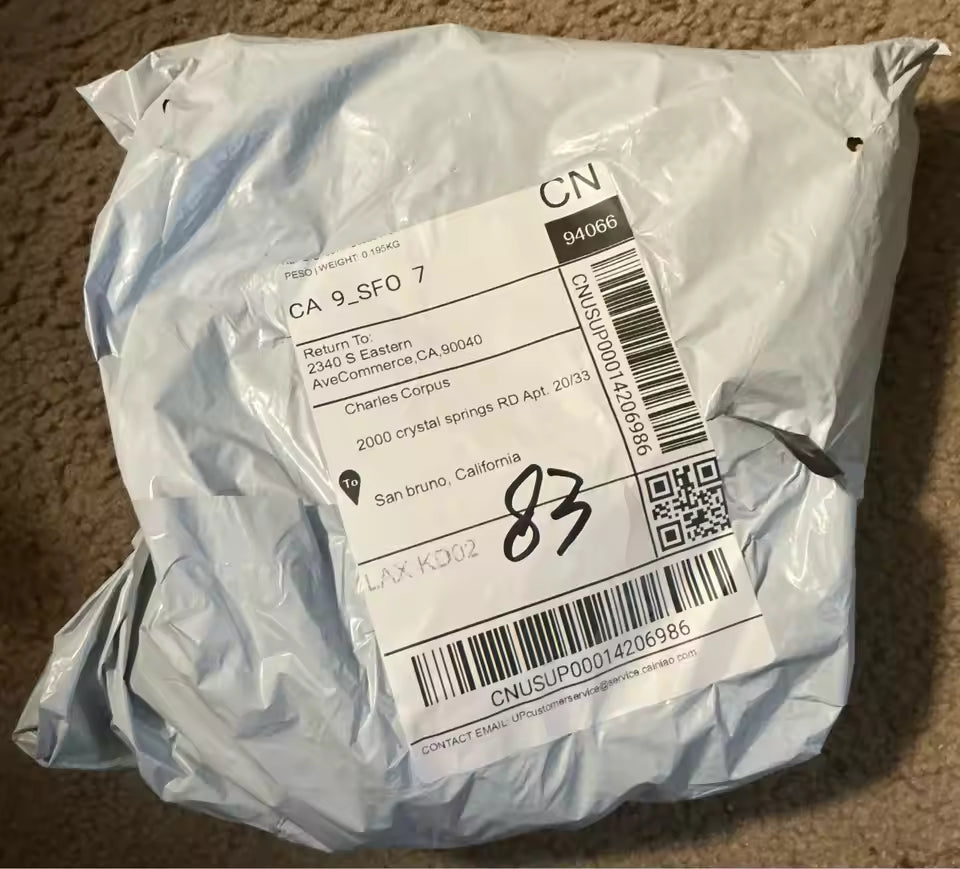 CN
94066
PESO | WEIGHT: 0.195KG
CA 9_SFO 7
Return To:
2340 S Eastern
AveCommerce,CA,90040
Charles Corpus
2000 crystal springs RD Apt. 20/33
To
San bruno, California
83
LAX KD02
CNUSUP00014206986
CNUSUP00014206986
CONTACT EMAIL: UPcustomerservice@service.cainiao.com